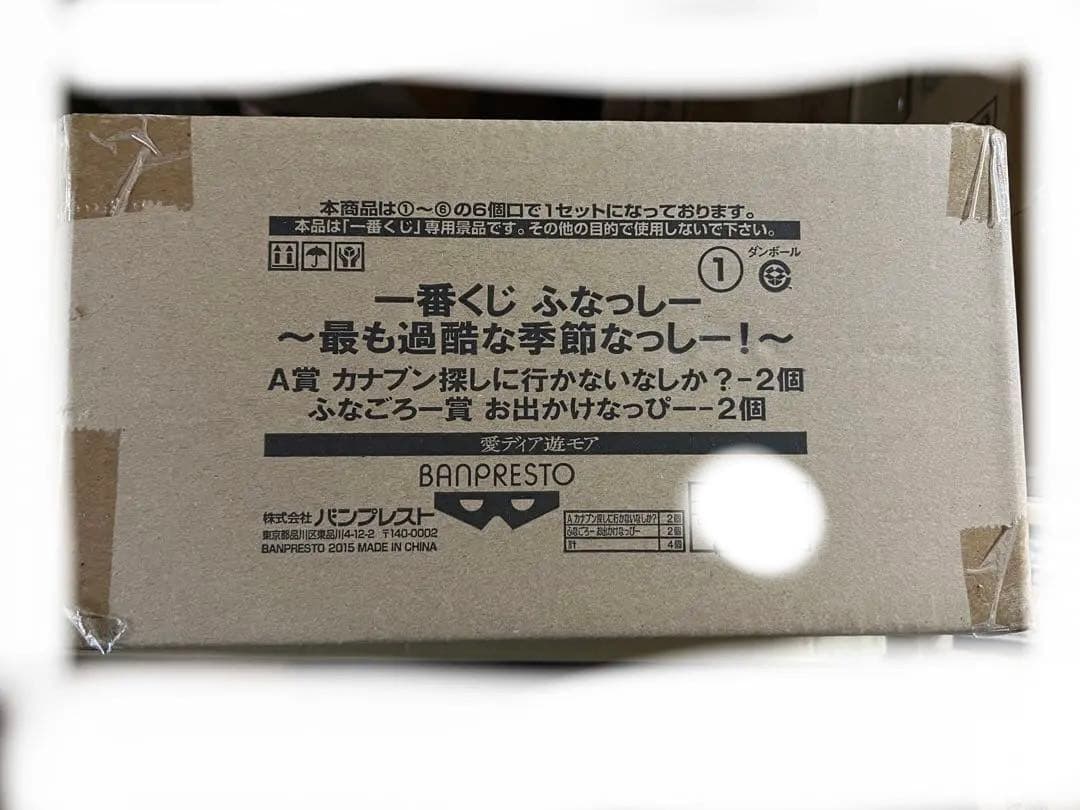 本商品は①～⑥の6個口で1セットになっております。
本品は「一番くじ」専用景品です。その他の目的で使用しないで下さい。
① ダンボール
一番くじ ふなっしー
～最も過酷な季節なっしー!～
A賞 カナブン探しに行かないなしか?-2個
ふなごろー賞 お出かけなっぴー-2個
愛ディア遊モア
BANPRESTO
株式会社 バンプレスト
東京都品川区東品川4-12-2 〒140-0002
BANPRESTO 2015 MADE IN CHINA
A カナブン探しに行かないなしか? 2個
ふなごろー お出かけなっぴー 2個
計 4個